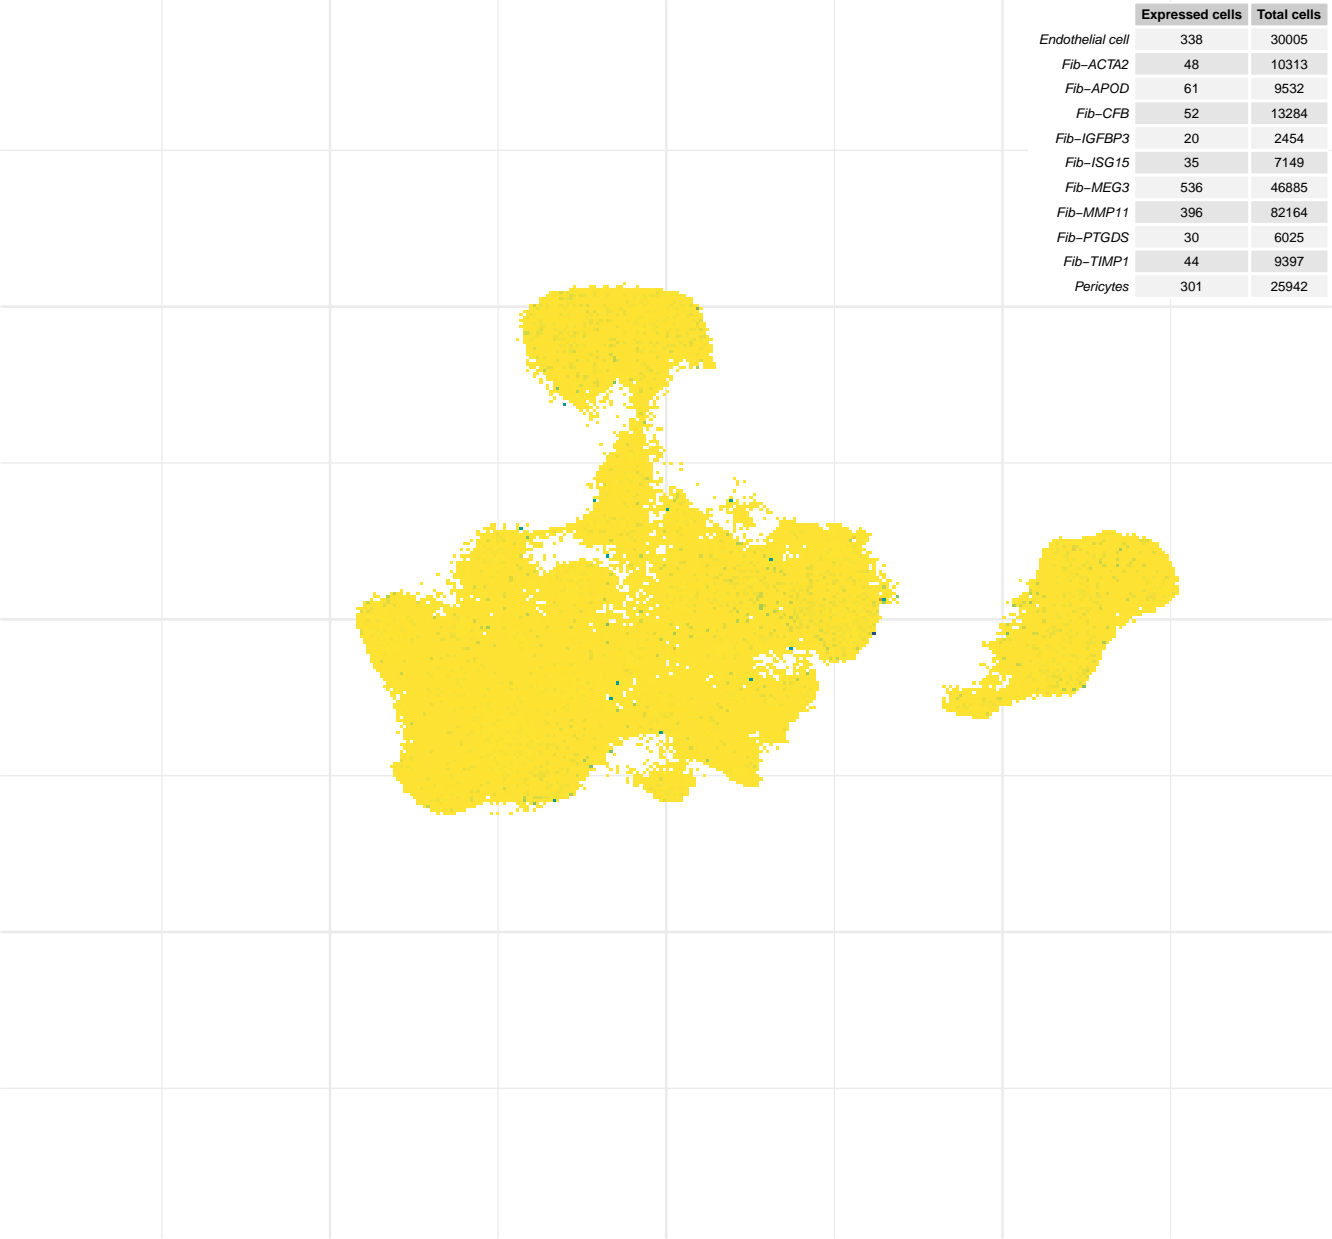 Expressed cells Total cells
Endothelial cell 338 30005
Fib−ACTA2 48 10313
Fib−APOD 61 9532
Fib−CFB 52 13284
Fib−IGFBP3 20 2454
Fib−ISG15 35 7149
Fib−MEG3 536 46885
Fib−MMP11 396 82164
Fib−PTGDS 30 6025
Fib−TIMP1 44 9397
Pericytes 301 25942